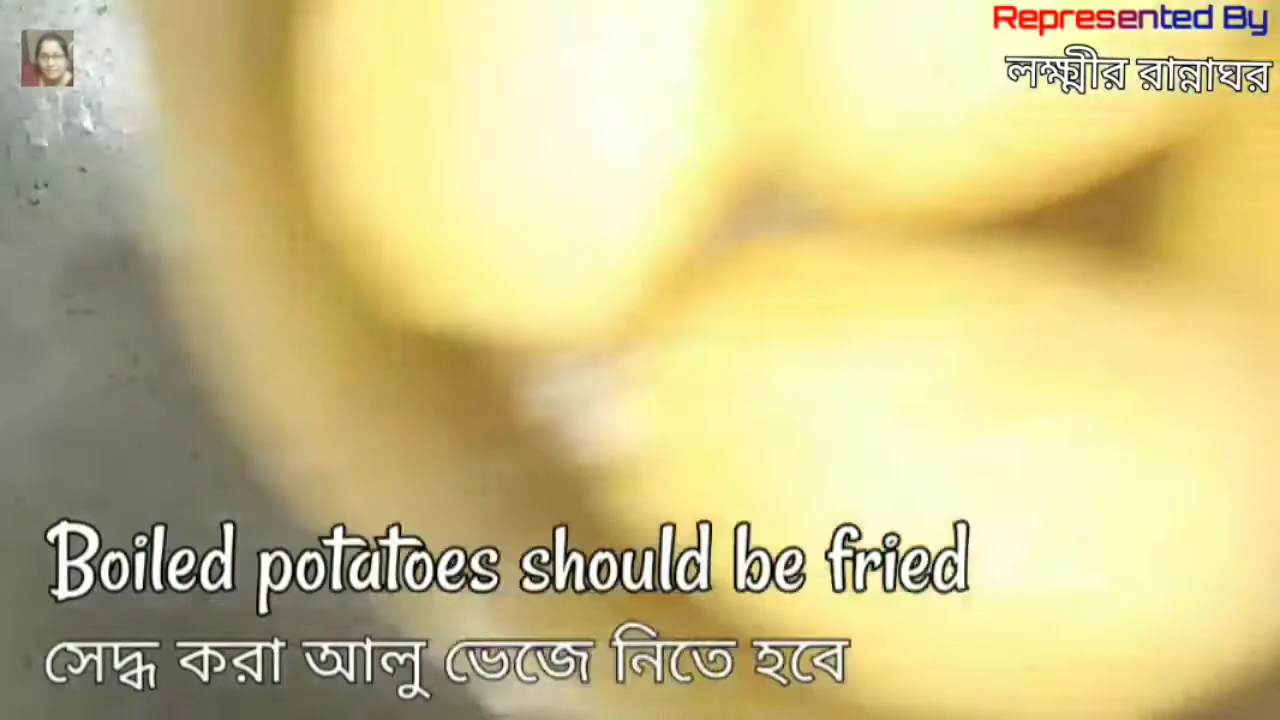 Represented By
লক্ষ্মীর রান্নাঘর
Boiled potatoes should be fried
সেদ্ধ করা আলু ভেজে নিতে হবে